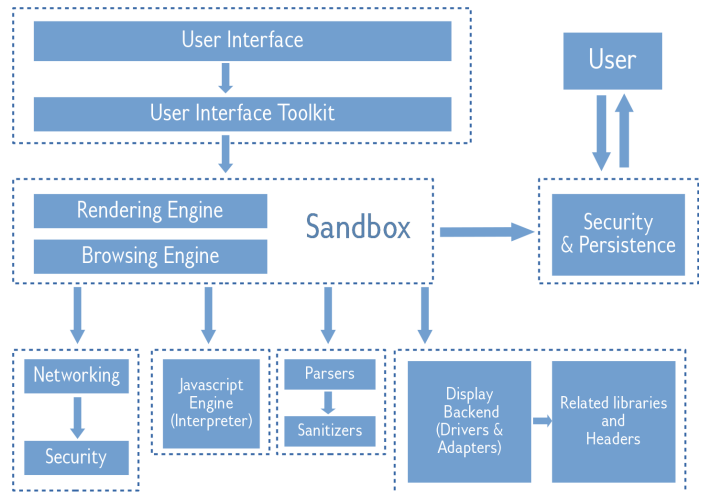 User Interface
User
User Interface Toolkit
Rendering Engine
Sandbox
Browsing Engine
Security
& Persistence
Networking
Security
Javascript
Engine
(Interpreter)
Parsers
Sanitizers
Display
Backend
(Drivers &
Adapters)
Related libraries
and
Headers